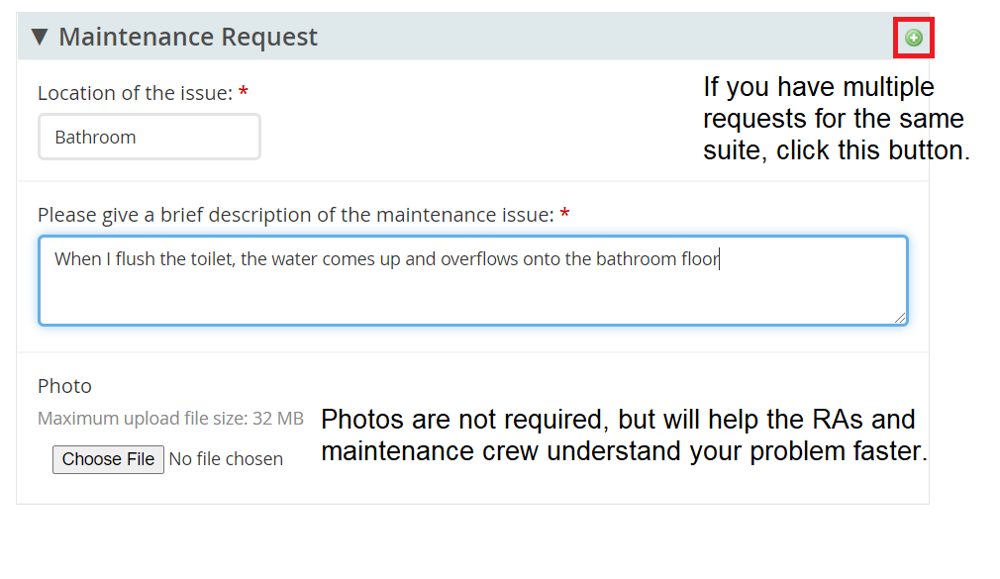 ▼ Maintenance Request
Location of the issue: *
Bathroom
If you have multiple
requests for the same
suite, click this button.
Please give a brief description of the maintenance issue: *
When I flush the toilet, the water comes up and overflows onto the bathroom floor
Photo
Maximum upload file size: 32 MB
Choose File No file chosen
Photos are not required, but will help the RAs and
maintenance crew understand your problem faster.